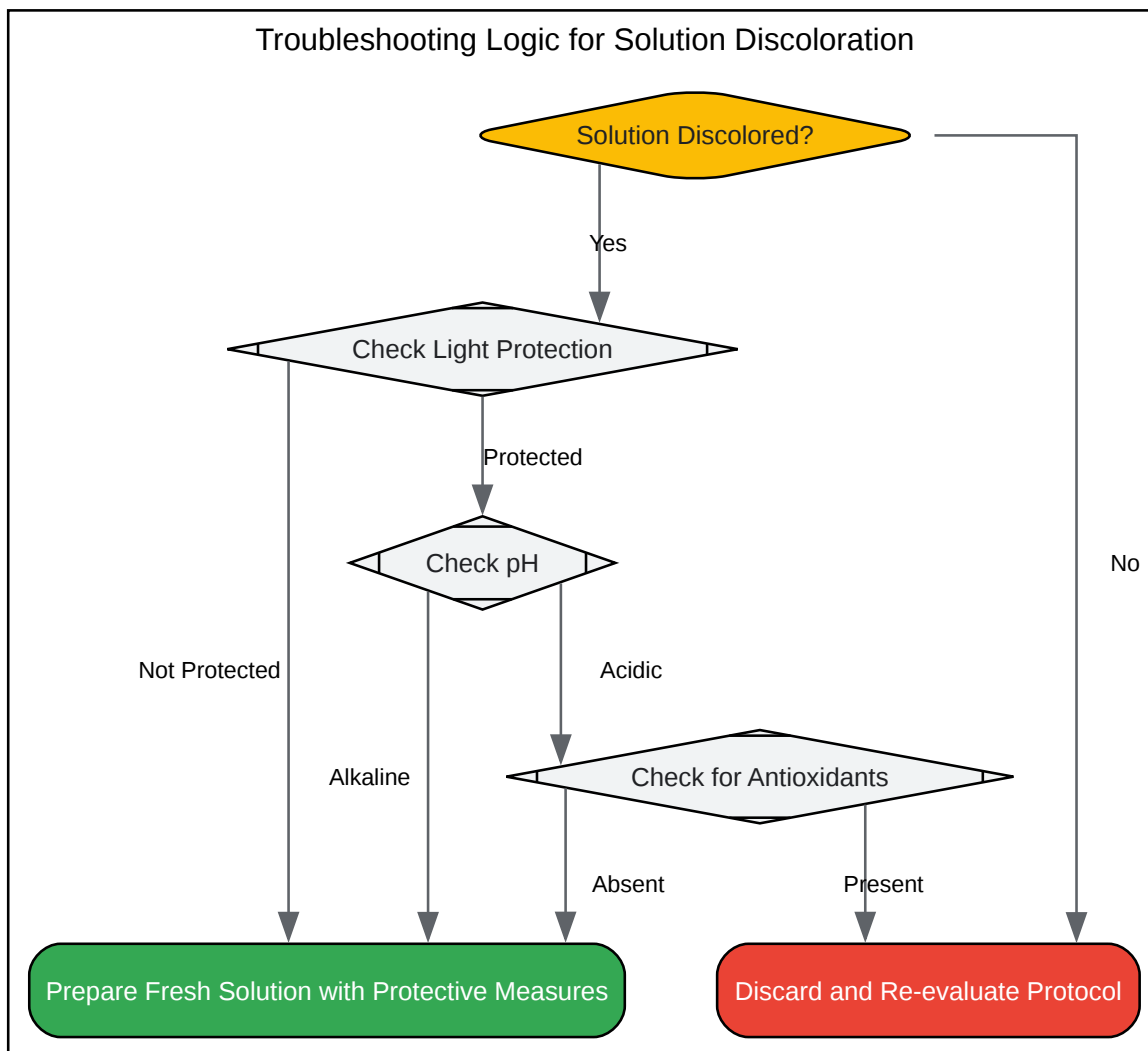 Troubleshooting Logic for Solution Discoloration
Solution Discolored?
Yes
Check Light Protection
Protected
Check pH
No
Not Protected
Acidic
Alkaline
Check for Antioxidants
Absent
Present
Prepare Fresh Solution with Protective Measures
Discard and Re-evaluate Protocol